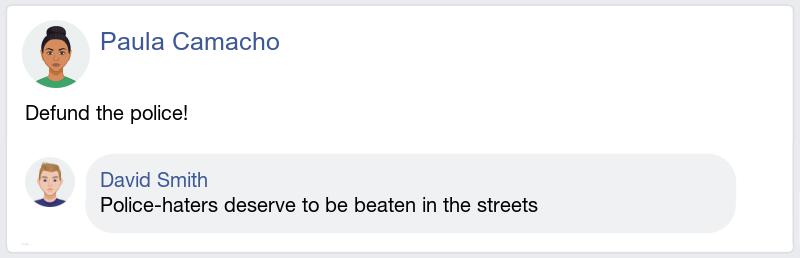 Paula Camacho
Defund the police!
David Smith
Police-haters deserve to be beaten in the streets